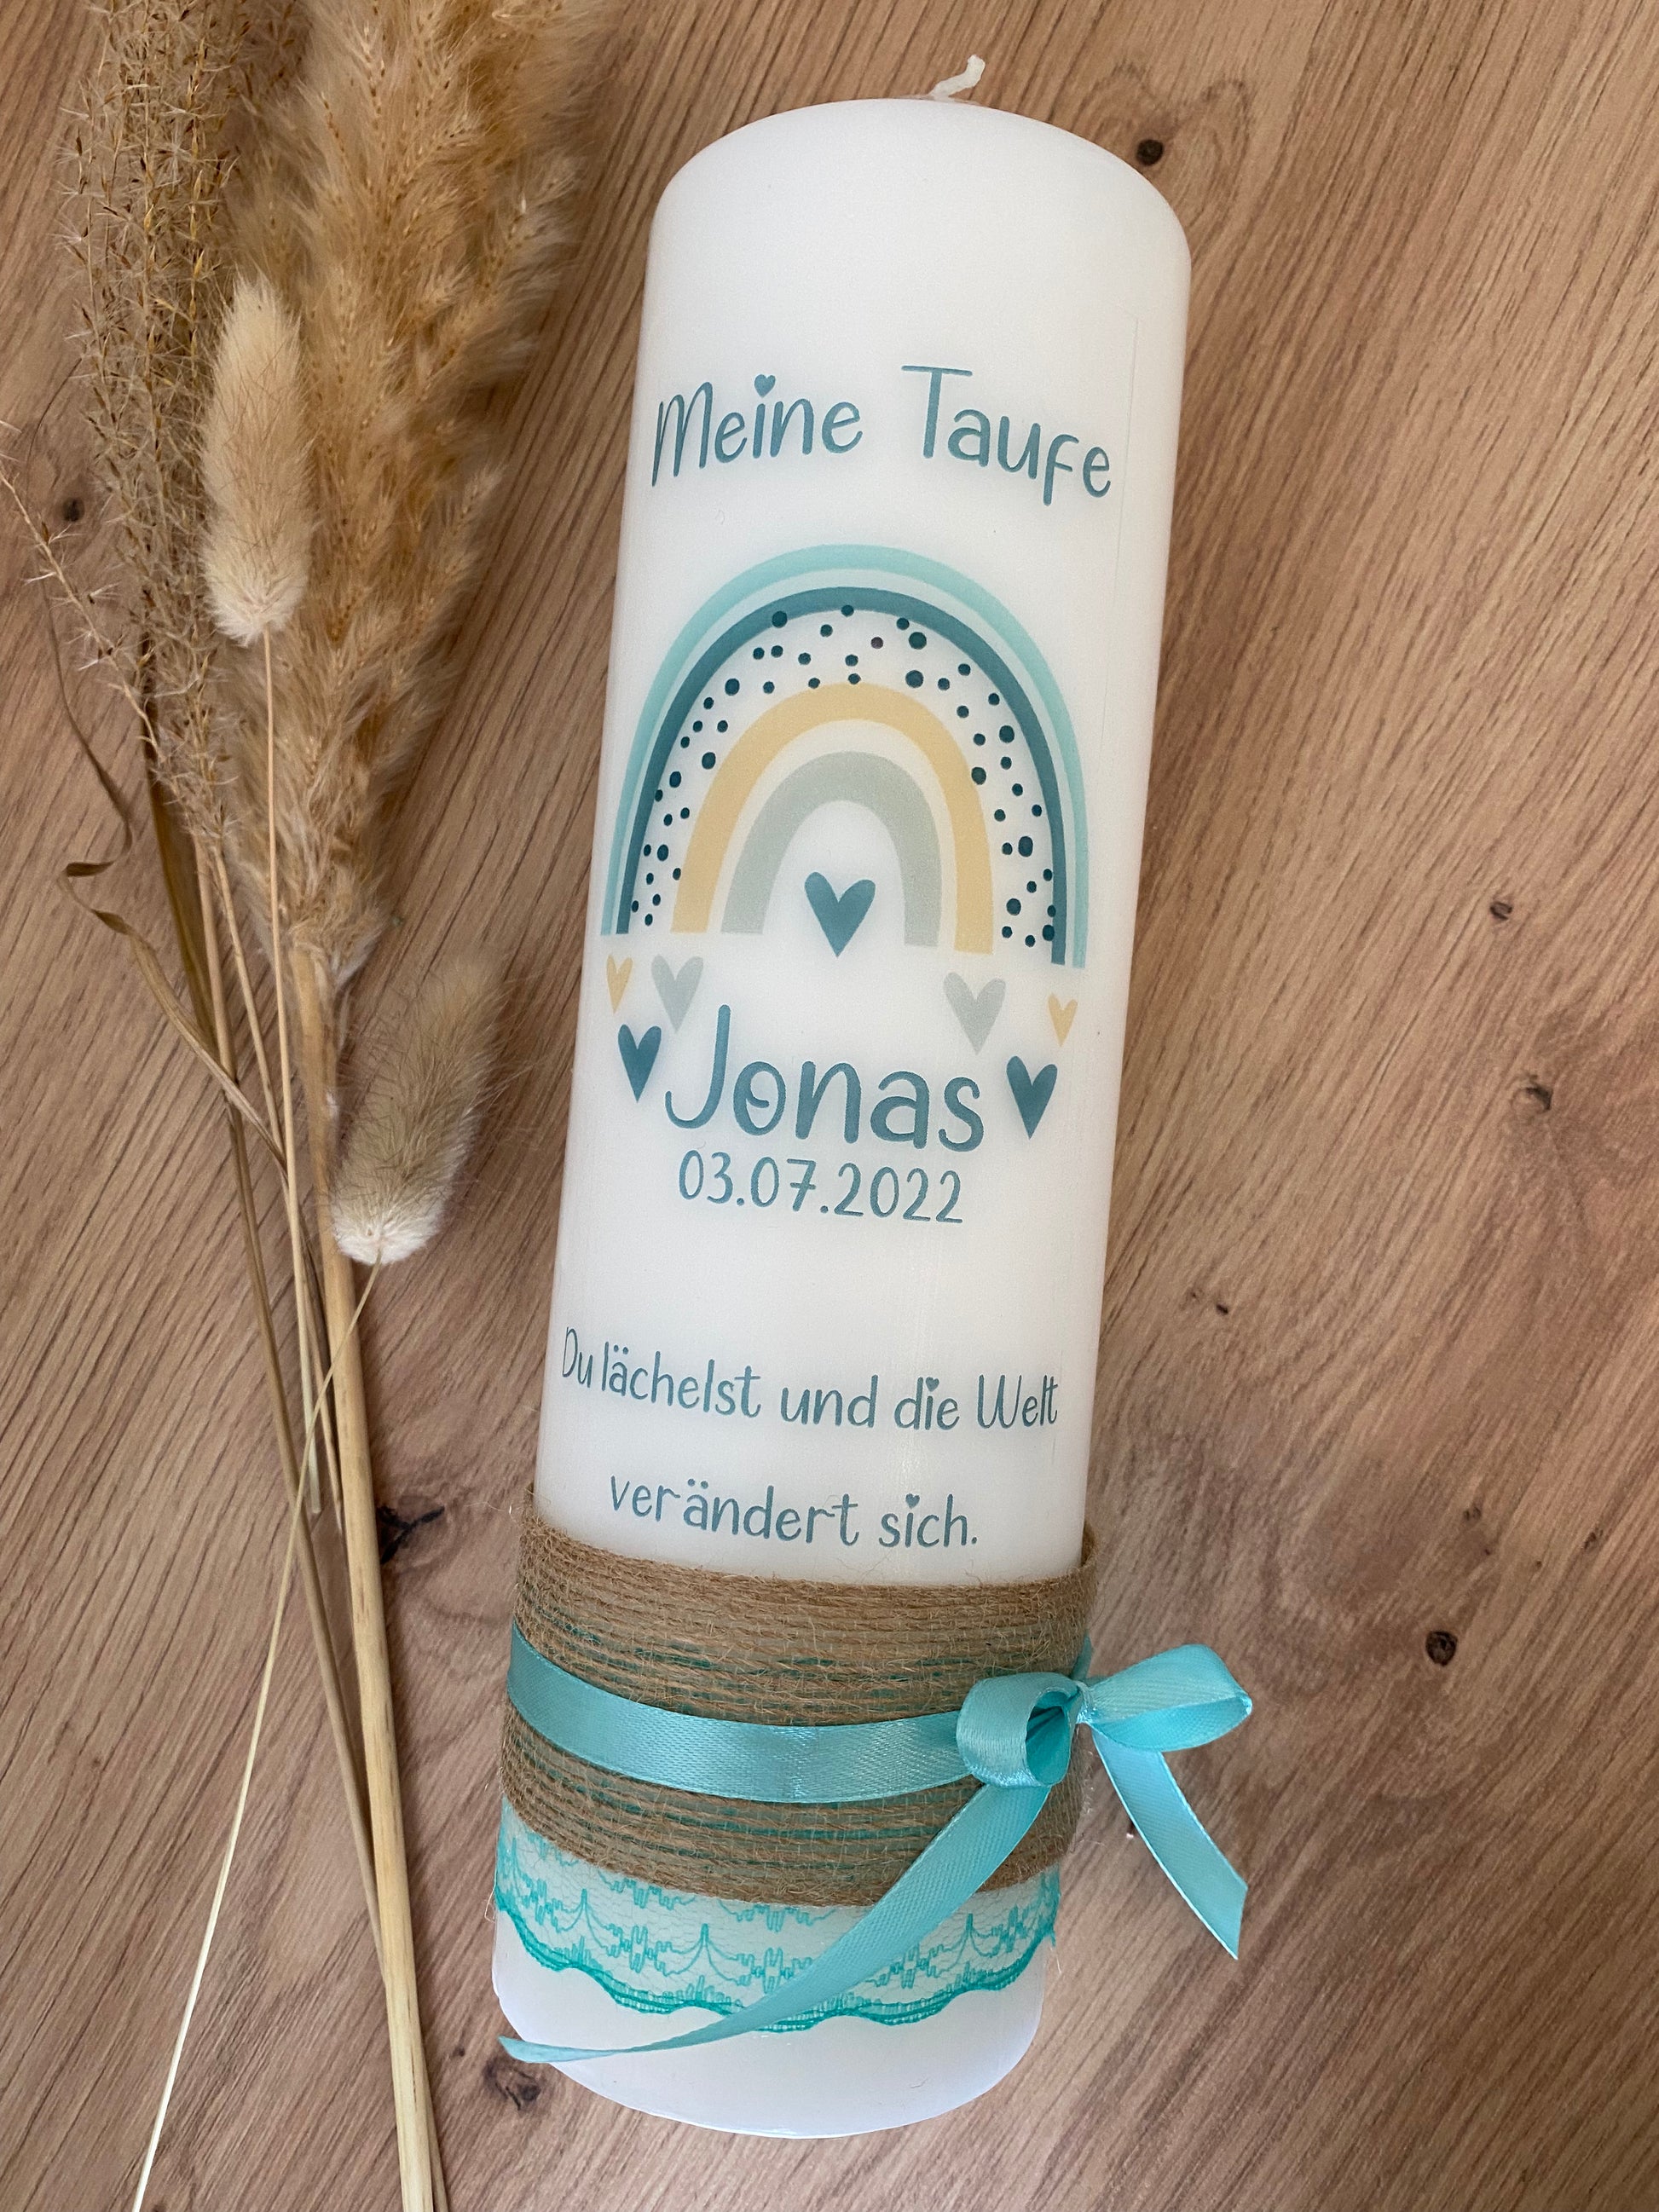 Meine Taufe
Jonas
03.07.2022
Du lächelst und die Welt
verändert sich.